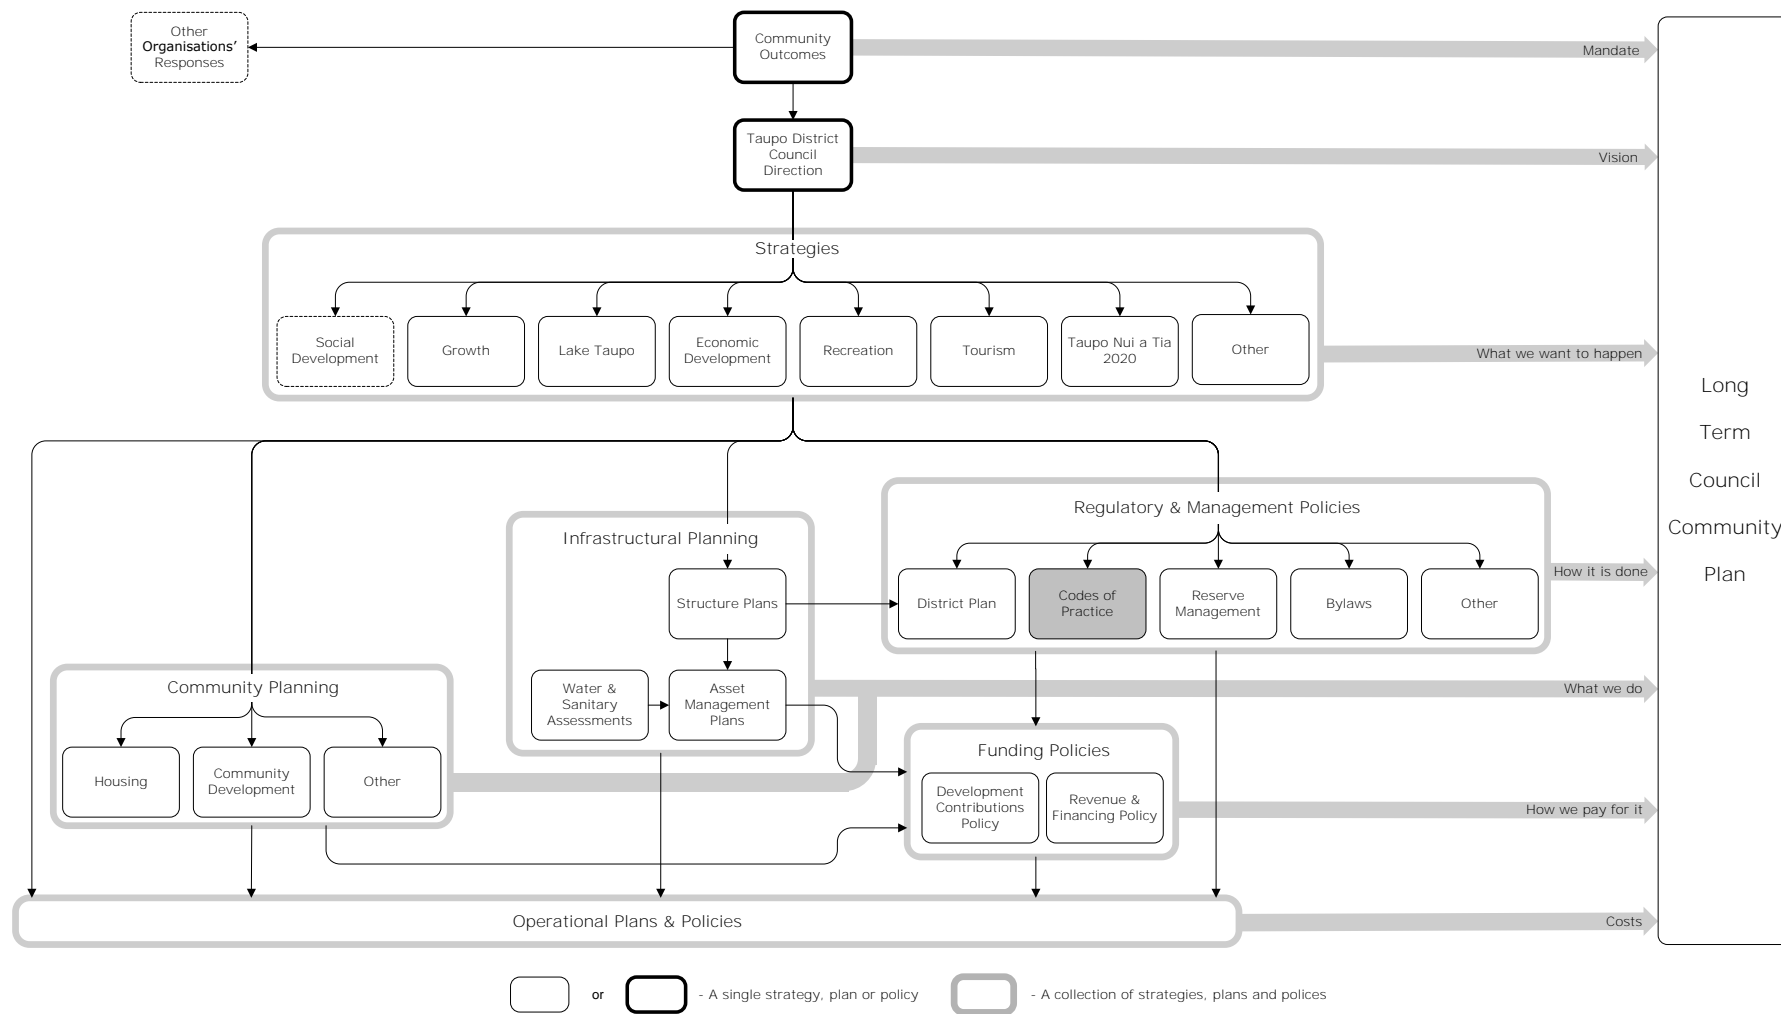 Other
Organisations’
Responses
Community
Outcomes
Mandate
Taupo District
Council
Direction
Vision
Strategies
Social
Development
Growth
Lake Taupo
Economic
Development
Recreation
Tourism
Taupo Nui a Tia
2020
Other
What we want to happen
Long
Term
Council
Community
Plan
Regulatory & Management Policies
Infrastructural Planning
How it is done
Structure Plans
District Plan
Codes of
Practice
Reserve
Management
Bylaws
Other
Community Planning
Water &
Sanitary
Assessments
Asset
Management
Plans
What we do
Housing
Community
Development
Other
Funding Policies
Development
Contributions
Policy
Revenue &
Financing Policy
How we pay for it
Operational Plans & Policies
Costs
or
- A single strategy, plan or policy
- A collection of strategies, plans and polices